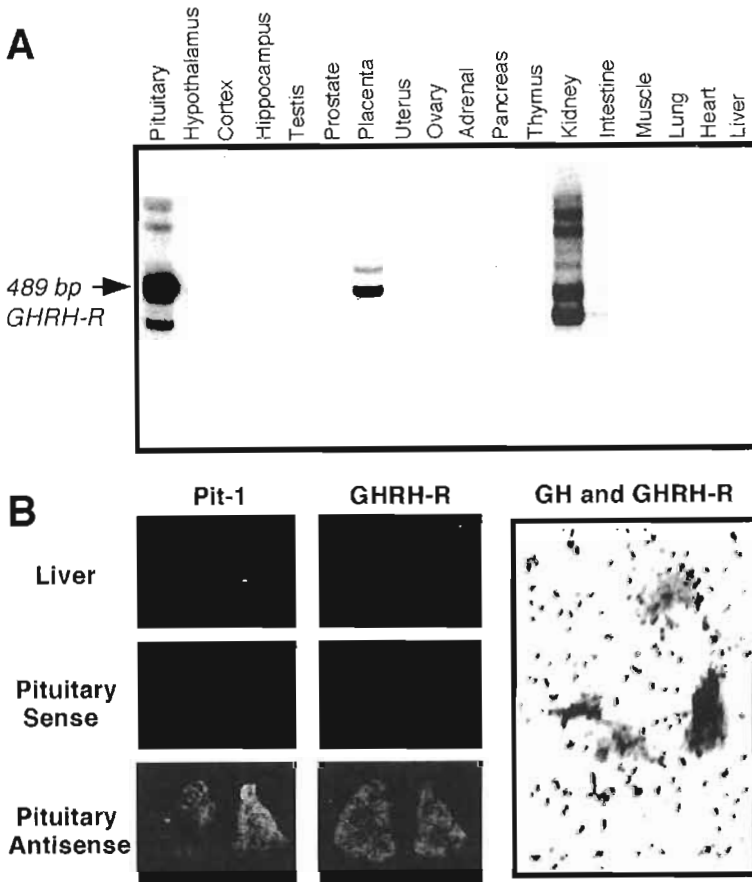 A
Pituitary
Hypothalamus
Cortex
Hippocampus
Testis
Prostate
Placenta
Uterus
Ovary
Adrenal
Pancreas
Thymus
Kidney
Intestine
Muscle
Lung
Heart
Liver
489 bp
GHRH-R
B
Pit-1
GHRH-R
GH and GHRH-R
Liver
Pituitary
Sense
Pituitary
Antisense